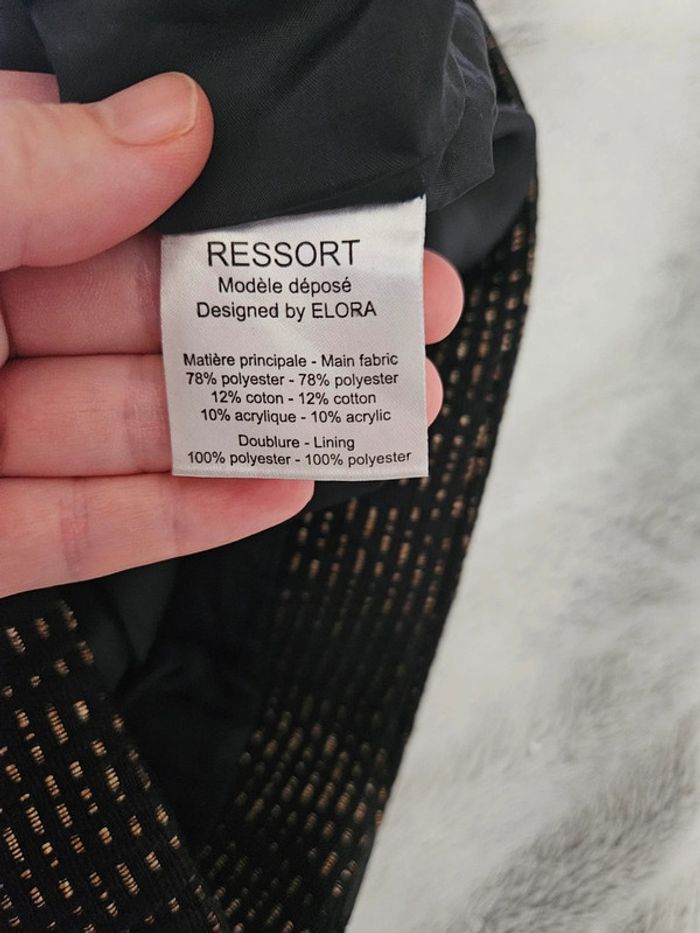 RESSORT
Modèle déposé
Designed by ELORA
Matière principale - Main fabric
78% polyester - 78% polyester
12% coton - 12% cotton
10% acrylique - 10% acrylic
Doublure - Lining
100% polyester - 100% polyester